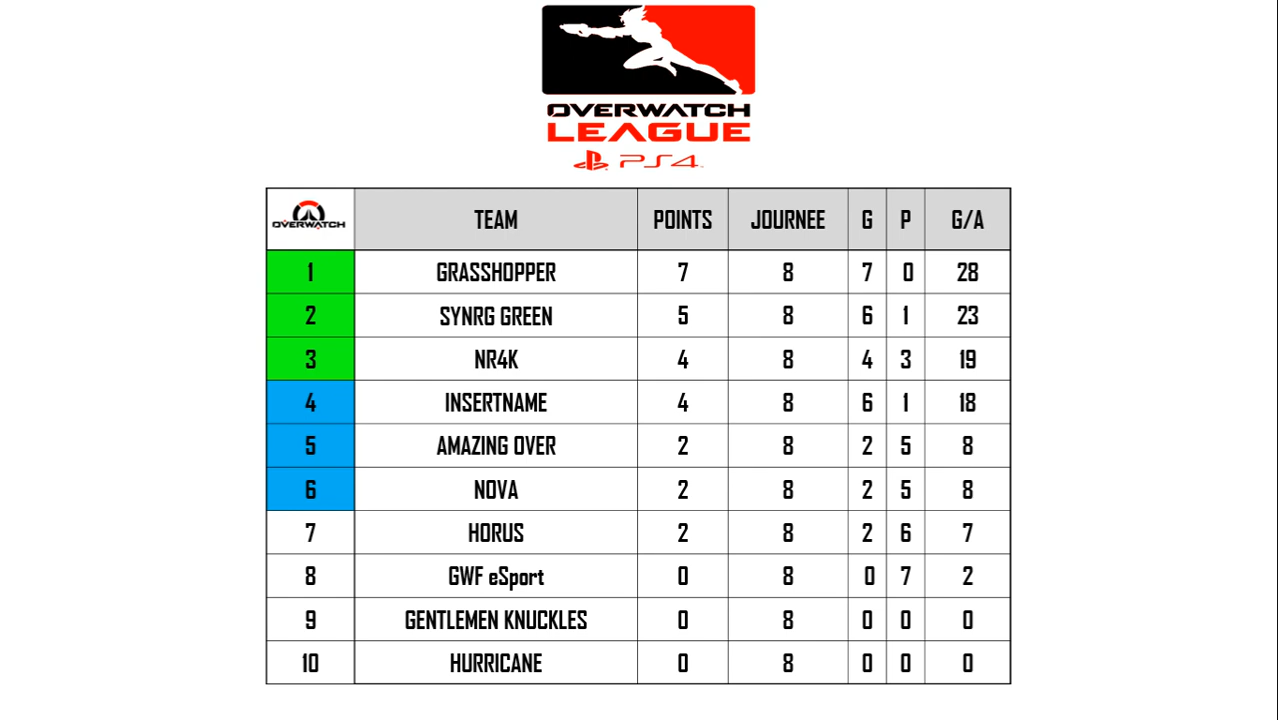 OVERWATCH
LEAGUE
PS4
OVERWATCH TEAM POINTS JOURNEE G P G/A
1 GRASSHOPPER 7 8 7 0 28
2 SYNRG GREEN 5 8 6 1 23
3 NR4K 4 8 4 3 19
4 INSERTNAME 4 8 6 1 18
5 AMAZING OVER 2 8 2 5 8
6 NOVA 2 8 2 5 8
7 HORUS 2 8 2 6 7
8 GWF eSport 0 8 0 7 2
9 GENTLEMEN KNUCKLES 0 8 0 0 0
10 HURRICANE 0 8 0 0 0